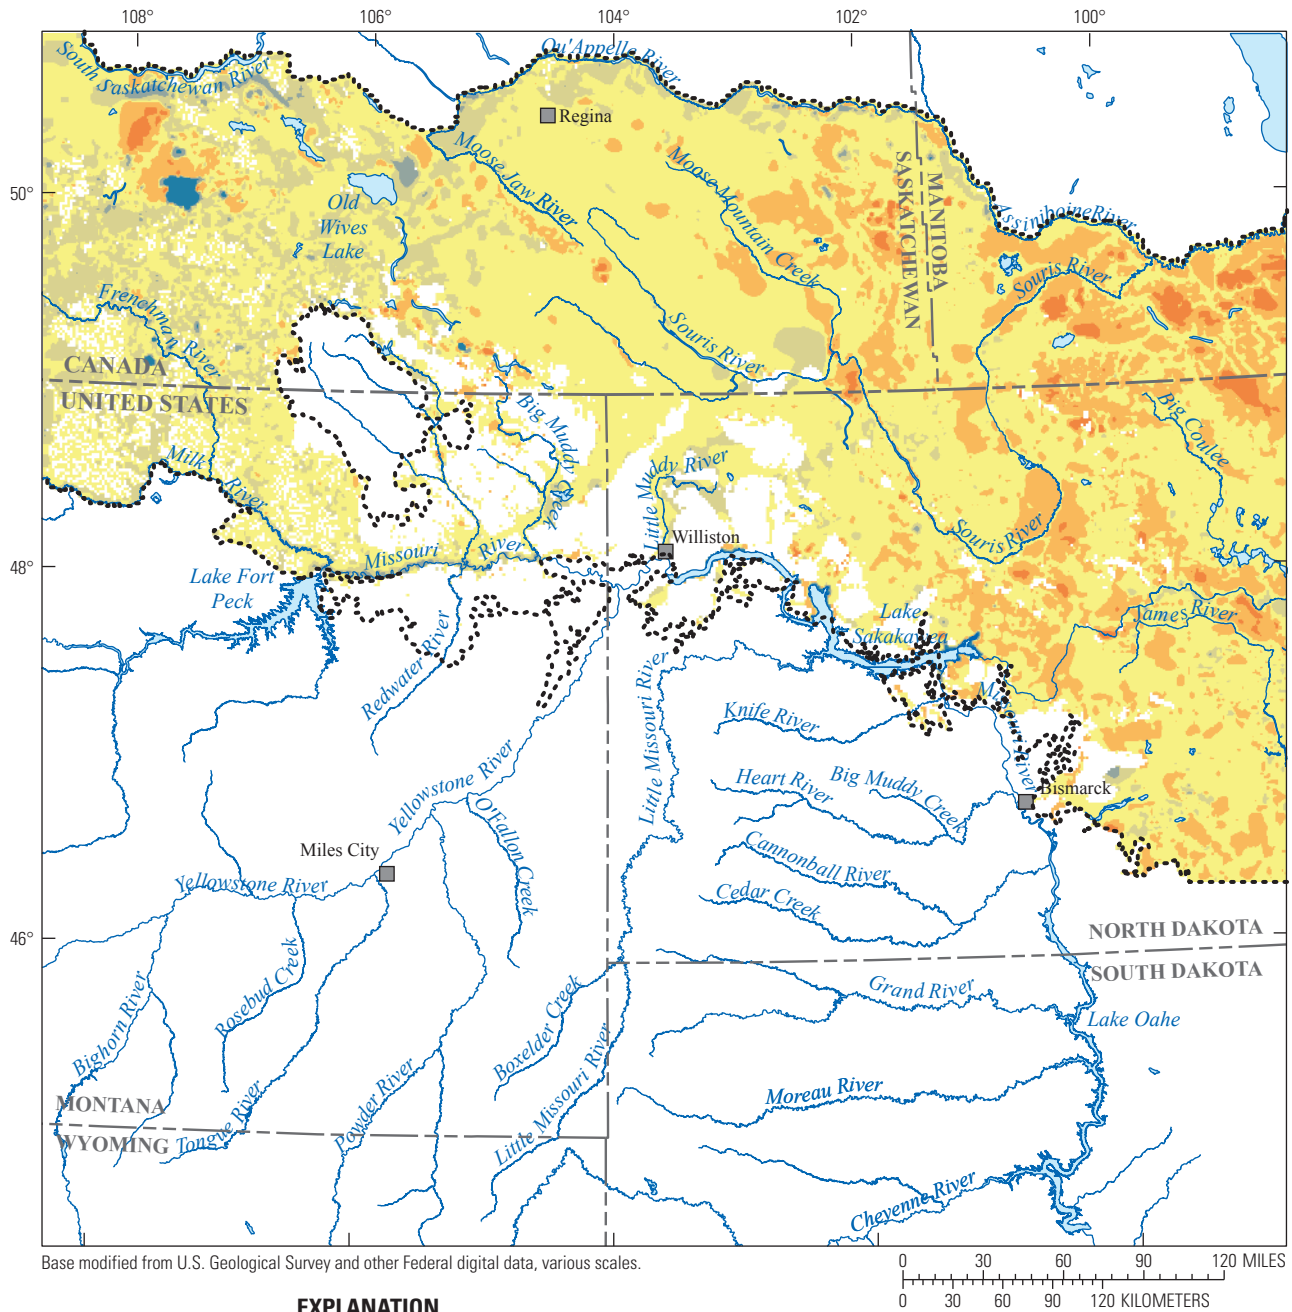 108°
106°
104°
102°
100°
South Saskatchewan River
Qu'Appelle River
Regina
Moose Jaw River
Moose Mountain Creek
SASKATCHEWAN
MANITOBA
50°
Old
Wives
Lake
Assiniboine River
Souris River
Frenchman River
Souris River
CANADA
UNITED STATES
Big Muddy Creek
Big Coulee
Milk River
Little Muddy River
Souris River
Williston
Missouri River
48°
Lake Fort
Peck
Lake
Sakakawea
James River
Redwater River
Little Missouri River
Missouri River
Knife River
Yellowstone River
Heart River
Big Muddy Creek
Bismarck
O'Fallon Creek
Miles City
Cannonball River
Yellowstone River
Cedar Creek
46°
NORTH DAKOTA
SOUTH DAKOTA
Rosebud Creek
Grand River
Bighorn River
Boxelder Creek
Lake Oahe
Little Missouri River
Moreau River
MONTANA
WYOMING
Tongue River
Powder River
Cheyenne River
Base modified from U.S. Geological Survey and other Federal digital data, various scales.
0 30 60 90 120 MILES
0 30 60 90 120 KILOMETERS
EXPLANATION